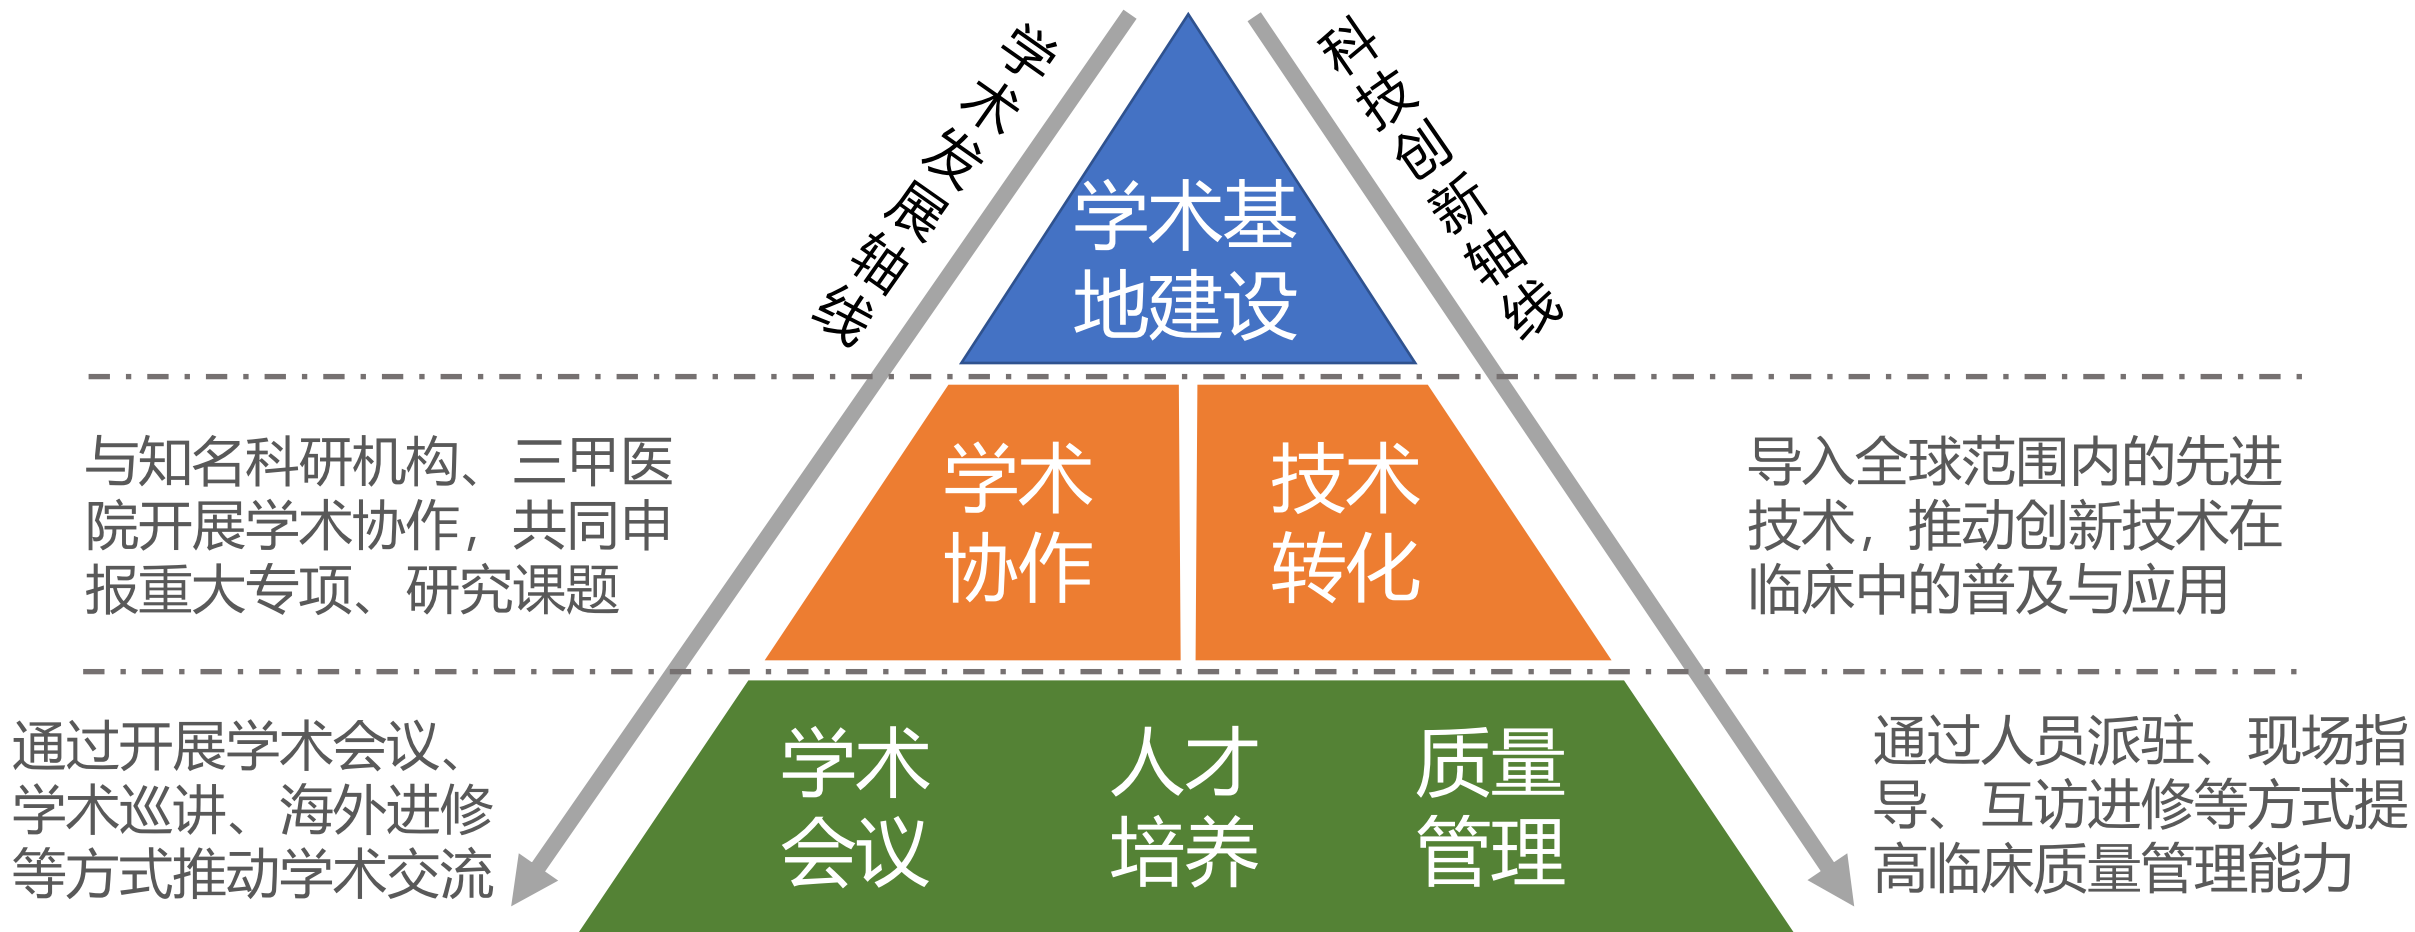 学术发展轴线
科技创新轴线
学术基
地建设
与知名科研机构、三甲医
院开展学术协作，共同申
报重大专项、研究课题
学术
协作
技术
转化
导入全球范围内的先进
技术，推动创新技术在
临床中的普及与应用
通过开展学术会议、
学术巡讲、海外进修
等方式推动学术交流
学术
会议
人才
培养
质量
管理
通过人员派驻、现场指
导、互访进修等方式提
高临床质量管理能力